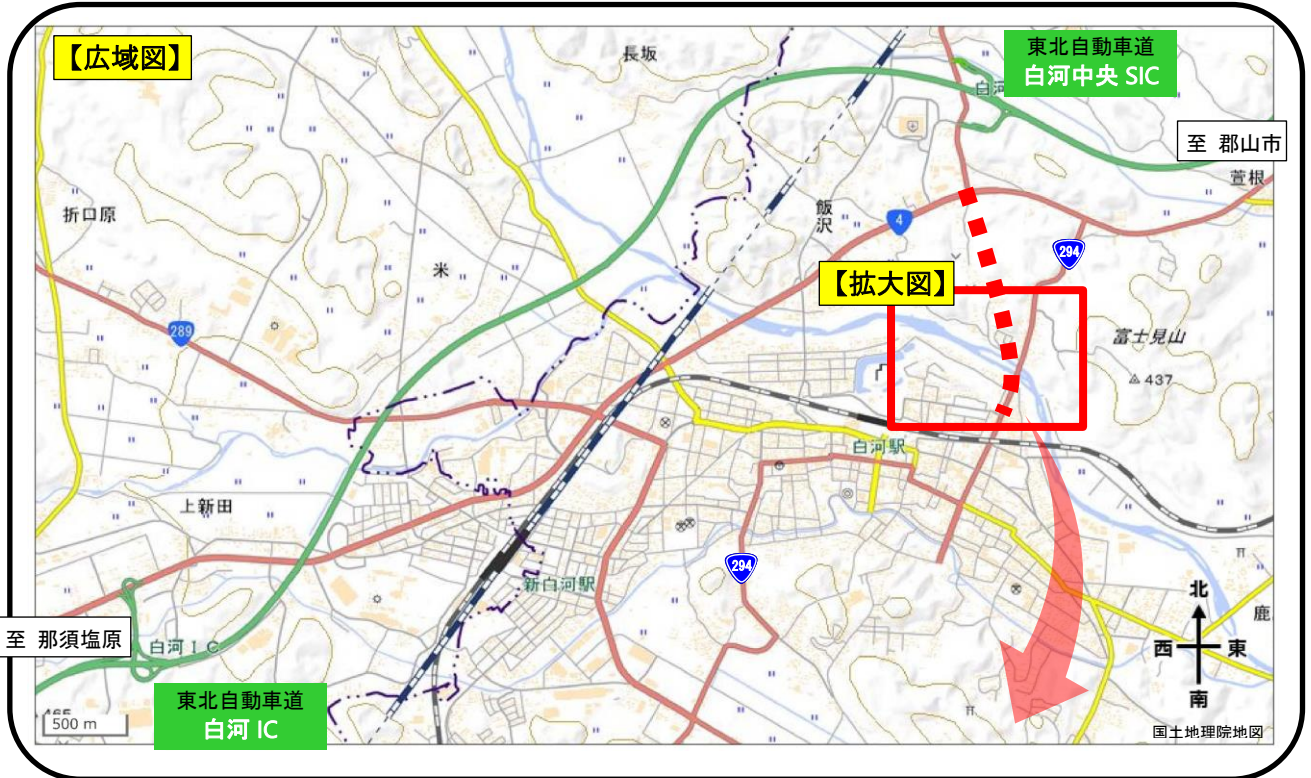 【広域図】
長坂
東北自動車道
白河中央 SIC
白河
至 郡山市
萱根
折口原
飯沢
4
294
米
【拡大図】
289
富士見山
437
白河駅
上新田
294
新白河駅
北
鹿
西 東
南
至 那須塩原
白河ＩＣ
東北自動車道
白河 IC
500 m
国土地理院地図